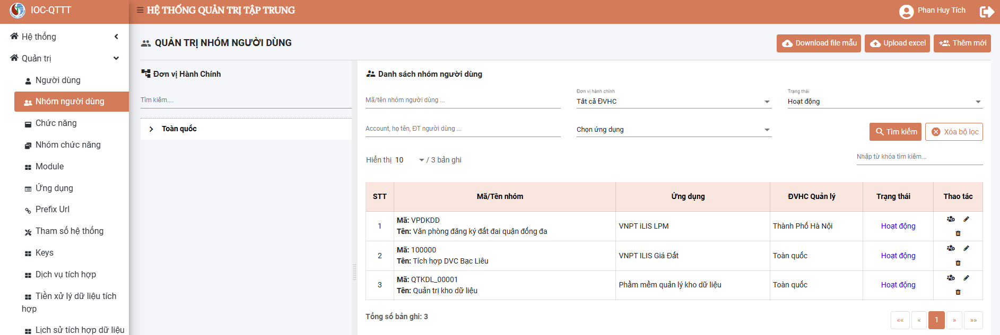 IOC-QTTT
HỆ THỐNG QUẢN TRỊ TẬP TRUNG
Phan Huy Tích
Hệ thống
Quản trị
Người dùng
Nhóm người dùng
Chức năng
Nhóm chức năng
Module
Ứng dụng
Prefix Url
Tham số hệ thống
Keys
Dịch vụ tích hợp
Tiền xử lý dữ liệu tích
hợp
Lịch sử tích hợp dữ liệu
QUẢN TRỊ NHÓM NGƯỜI DÙNG
Download file mẫu
Upload excel
Thêm mới
Đơn vị Hành Chính
Tìm kiếm....
Toàn quốc
Danh sách nhóm người dùng
Mã/tên nhóm người dùng ...
Đơn vị hành chính
Tất cả ĐVHC
Trạng thái
Hoạt động
Account, họ tên, ĐT người dùng ...
Chọn ứng dụng
Tìm kiếm
Xóa bộ lọc
Hiển thị 10 / 3 bản ghi
Nhập từ khóa tìm kiếm...
STT Mã/Tên nhóm Ứng dụng ĐVHC Quản lý Trạng thái Thao tác
1
Mã: VPDKDD
Tên: Văn phòng đăng ký đất đai quận đống đa
VNPT iLIS LPM
Thành Phố Hà Nội
Hoạt động
2
Mã: 100000
Tên: Tích hợp DVC Bạc Liêu
VNPT ILIS Giá Đất
Toàn quốc
Hoạt động
3
Mã: QTKDL_00001
Tên: Quản trị kho dữ liệu
Phầm mềm quản lý kho dữ liệu
Toàn quốc
Hoạt động
Tổng số bản ghi: 3
«« « 1 » »»